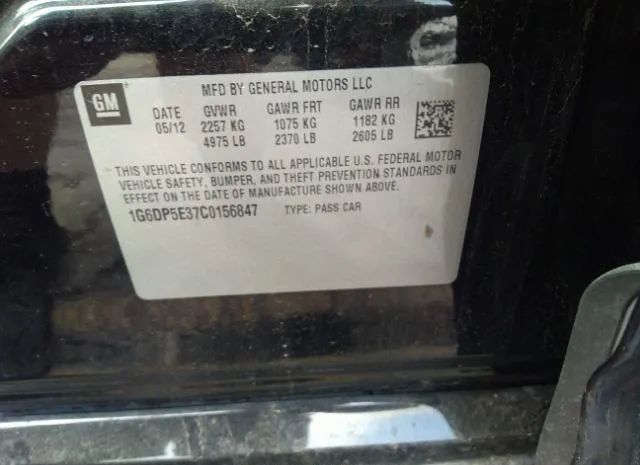 GM
MFD BY GENERAL MOTORS LLC
DATE GVWR GAWR FRT GAWR RR
05/12 2257 KG 1075 KG 1182 KG
4975 LB 2370 LB 2605 LB
THIS VEHICLE CONFORMS TO ALL APPLICABLE U.S. FEDERAL MOTOR
VEHICLE SAFETY, BUMPER, AND THEFT PREVENTION STANDARDS IN
EFFECT ON THE DATE OF MANUFACTURE SHOWN ABOVE.
1G6DP5E37C0156847 TYPE: PASS CAR